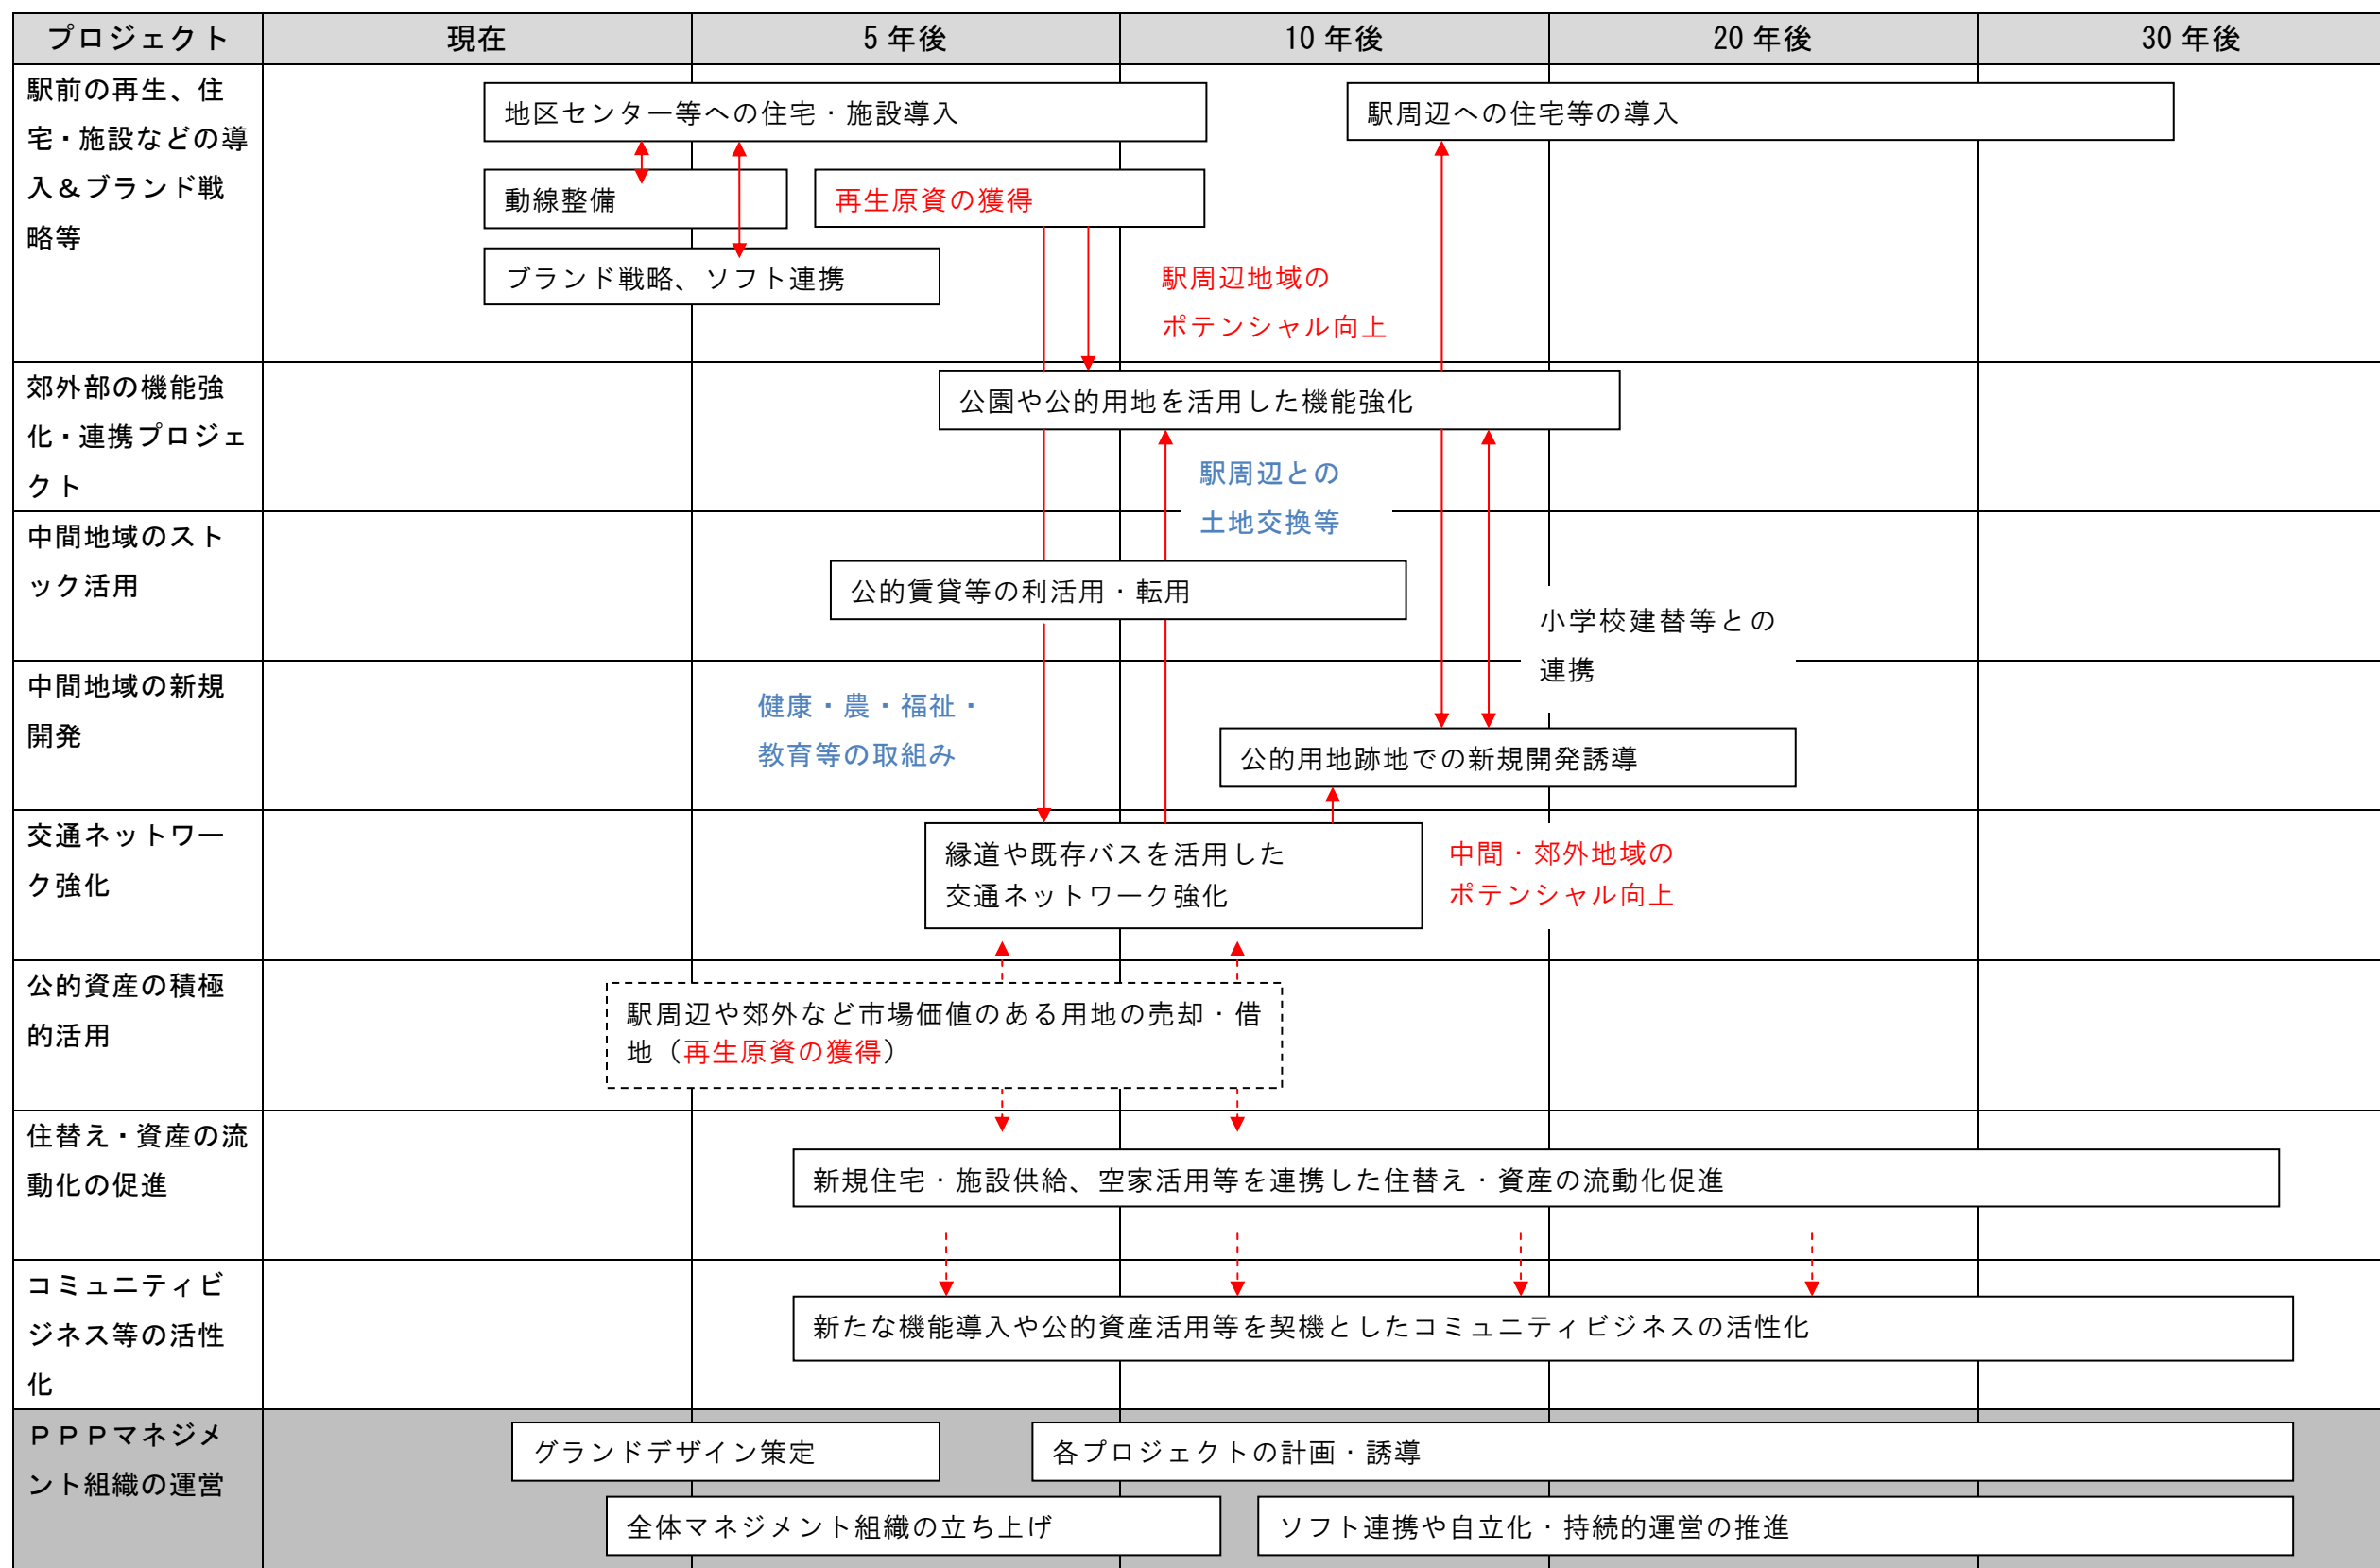 プロジェクト
現在
5 年後
10 年後
20 年後
30 年後
駅前の再生、住
宅・施設などの導
入＆ブランド戦
略等
地区センター等への住宅・施設導入
駅周辺への住宅等の導入
動線整備
再生原資の獲得
ブランド戦略、ソフト連携
駅周辺地域の
ポテンシャル向上
郊外部の機能強
化・連携プロジェ
クト
公園や公的用地を活用した機能強化
駅周辺との
土地交換等
中間地域のスト
ック活用
公的賃貸等の利活用・転用
小学校建替等との
連携
中間地域の新規
開発
健康・農・福祉・
教育等の取組み
公的用地跡地での新規開発誘導
交通ネットワー
ク強化
縁道や既存バスを活用した
交通ネットワーク強化
中間・郊外地域の
ポテンシャル向上
公的資産の積極
的活用
駅周辺や郊外など市場価値のある用地の売却・借
地（再生原資の獲得）
住替え・資産の流
動化の促進
新規住宅・施設供給、空家活用等を連携した住替え・資産の流動化促進
コミュニティビ
ジネス等の活性
化
新たな機能導入や公的資産活用等を契機としたコミュニティビジネスの活性化
ＰＰＰマネジメ
ント組織の運営
グランドデザイン策定
各プロジェクトの計画・誘導
全体マネジメント組織の立ち上げ
ソフト連携や自立化・持続的運営の推進